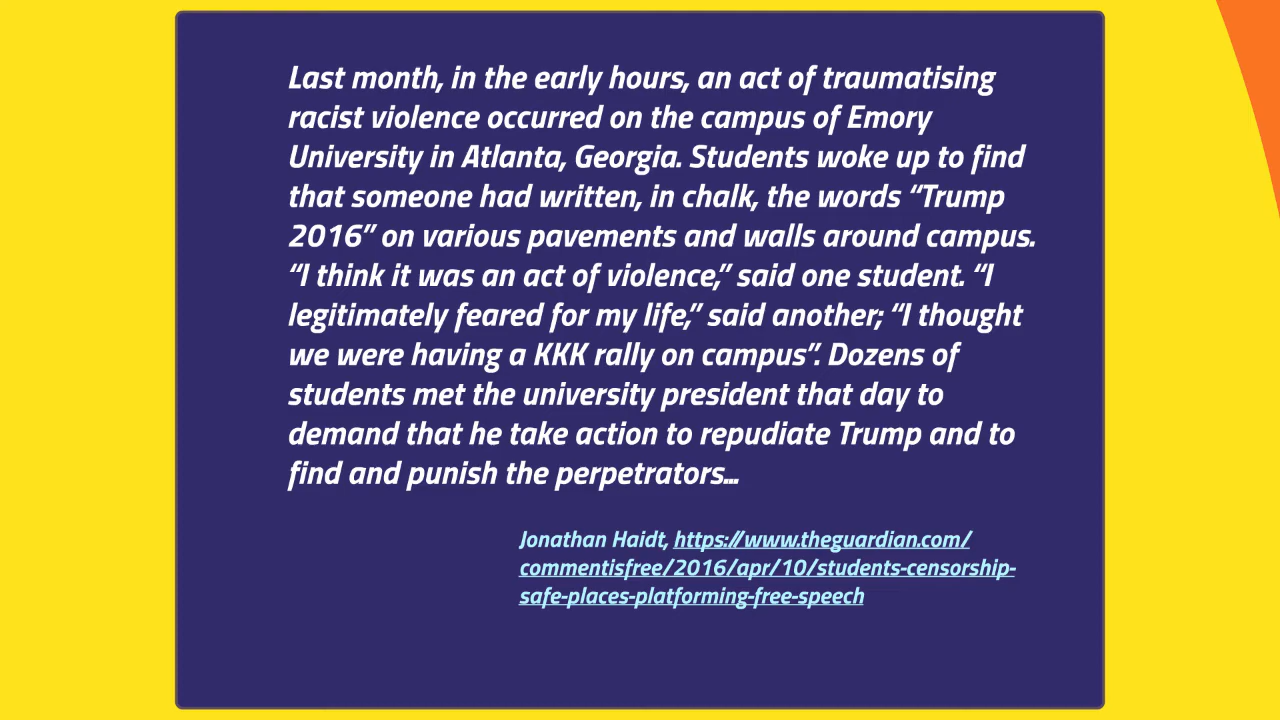 Last month, in the early hours, an act of traumatising
racist violence occurred on the campus of Emory
University in Atlanta, Georgia. Students woke up to find
that someone had written, in chalk, the words “Trump
2016” on various pavements and walls around campus.
“I think it was an act of violence,” said one student. “I
legitimately feared for my life,” said another; “I thought
we were having a KKK rally on campus”. Dozens of
students met the university president that day to
demand that he take action to repudiate Trump and to
find and punish the perpetrators...
Jonathan Haidt, https://www.theguardian.com/
commentisfree/2016/apr/10/students-censorship-
safe-places-platforming-free-speech